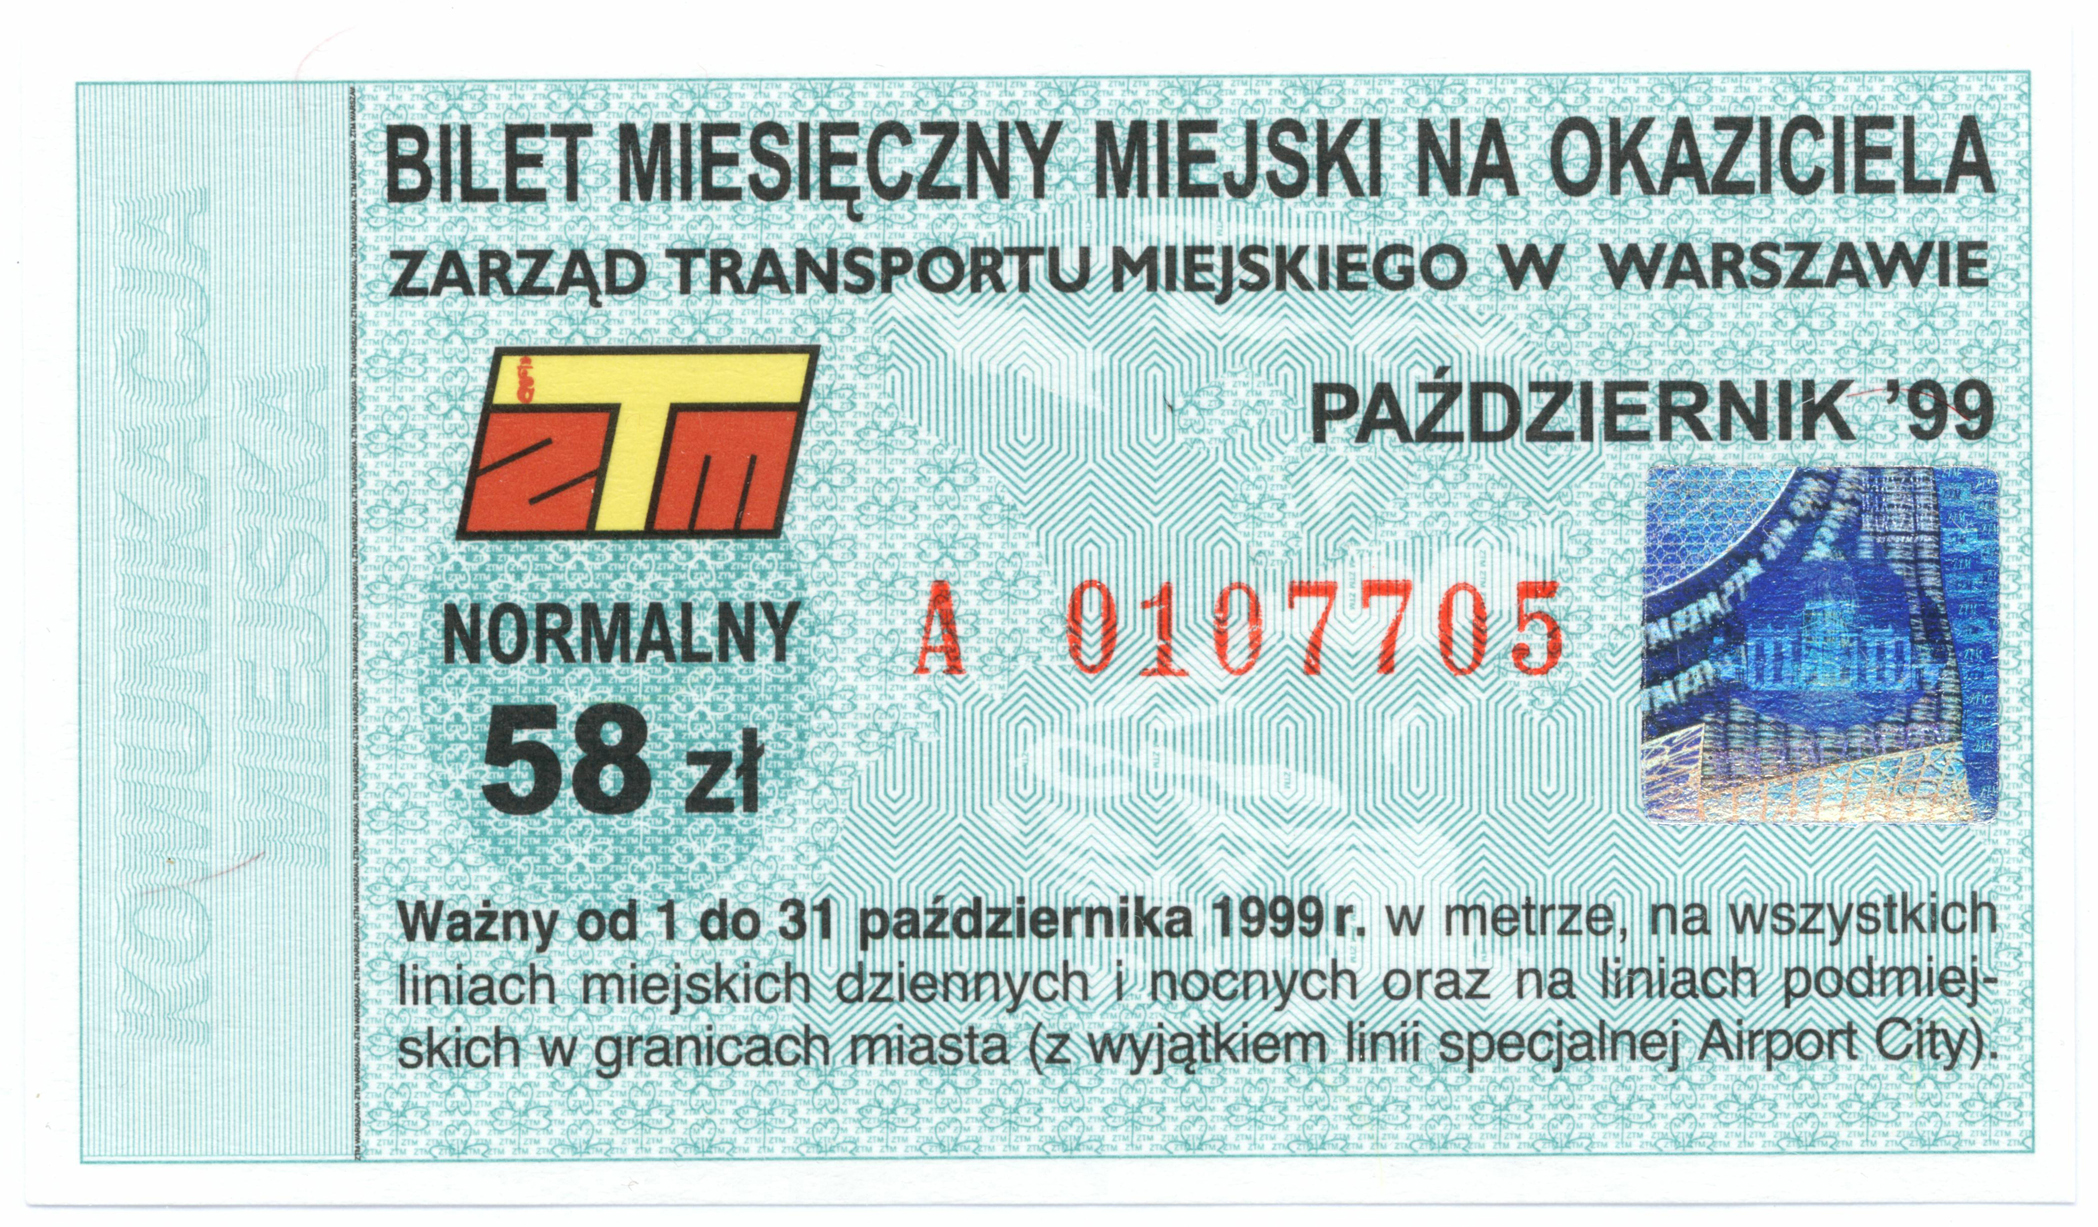 BILET MIESIĘCZNY MIEJSKI NA OKAZICIELA
ZARZĄD TRANSPORTU MIEJSKIEGO W WARSZAWIE
ZTM
PAŹDZIERNIK '99
NORMALNY
A 0107705
58 zł
Ważny od 1 do 31 października 1999 r. w metrze, na wszystkich
liniach miejskich dziennych i nocnych oraz na liniach podmiej-
skich w granicach miasta (z wyjątkiem linii specjalnej Airport City).
KOMUNIKACJA
MIEJSKA